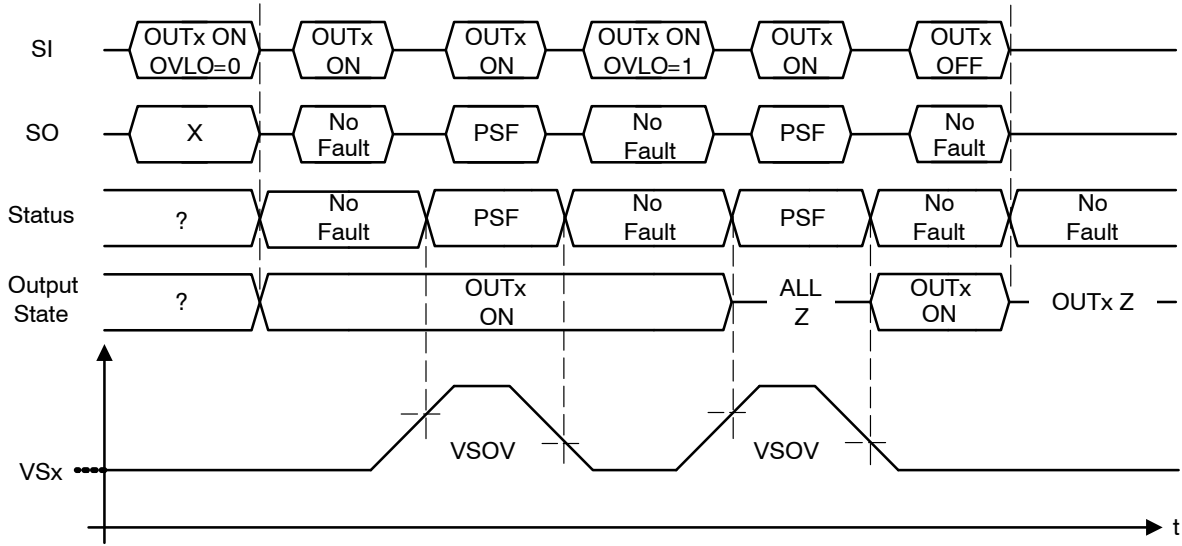 SI
OUTx ON
OVLO=0
OUTx
ON
OUTx
ON
OUTx ON
OVLO=1
OUTx
ON
OUTx
OFF
SO
X
No
Fault
PSF
No
Fault
PSF
No
Fault
Status
?
No
Fault
PSF
No
Fault
PSF
No
Fault
No
Fault
Output
State
?
OUTx
ON
ALL
Z
OUTx
ON
OUTx Z
VSx
VSOV
VSOV
t